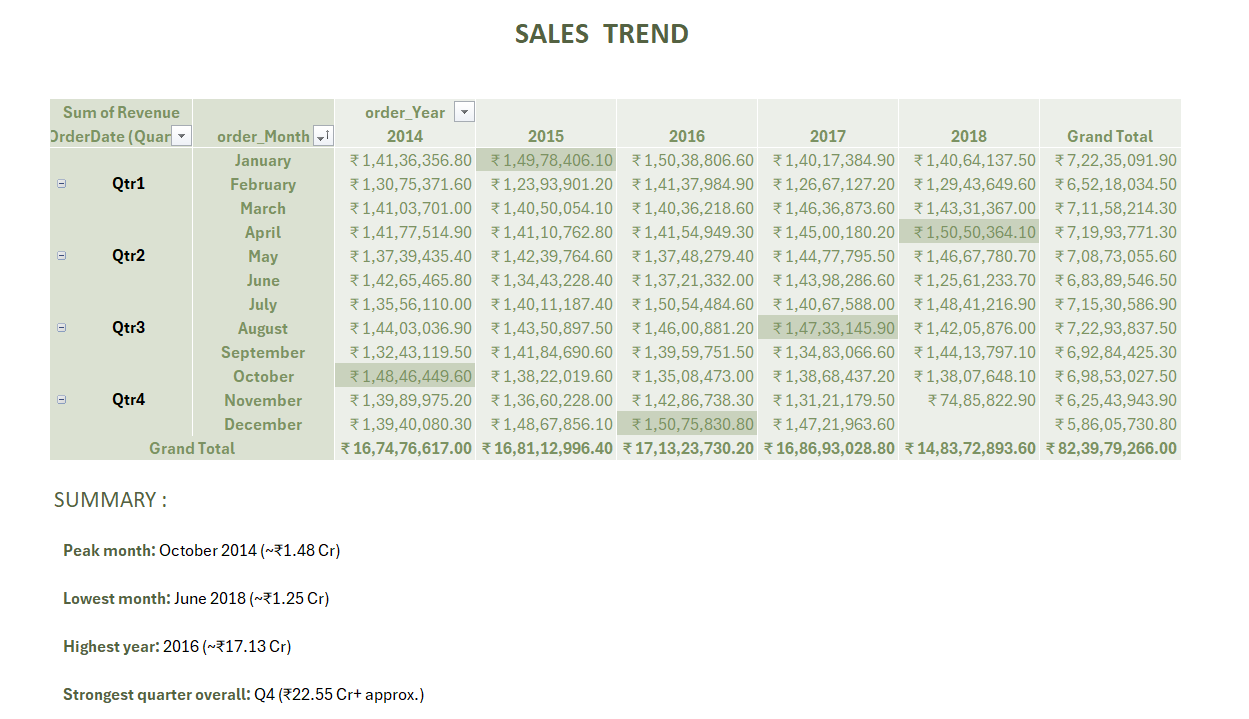 SALES TREND
Sum of Revenue order_Year
OrderDate (Quar order_Month 2014 2015 2016 2017 2018 Grand Total
January ₹ 1,41,36,356.80 ₹ 1,49,78,406.10 ₹ 1,50,38,806.60 ₹ 1,40,17,384.90 ₹ 1,40,64,137.50 ₹ 7,22,35,091.90
Qtr1 February ₹ 1,30,75,371.60 ₹ 1,23,93,901.20 ₹ 1,41,37,984.90 ₹ 1,26,67,127.20 ₹ 1,29,43,649.60 ₹ 6,52,18,034.50
March ₹ 1,41,03,701.00 ₹ 1,40,50,054.10 ₹ 1,40,36,218.60 ₹ 1,46,36,873.60 ₹ 1,43,31,367.00 ₹ 7,11,58,214.30
April ₹ 1,41,77,514.90 ₹ 1,41,10,762.80 ₹ 1,41,54,949.30 ₹ 1,45,00,180.20 ₹ 1,50,50,364.10 ₹ 7,19,93,771.30
Qtr2 May ₹ 1,37,39,435.40 ₹ 1,42,39,764.60 ₹ 1,37,48,279.40 ₹ 1,44,77,795.50 ₹ 1,46,67,780.70 ₹ 7,08,73,055.60
June ₹ 1,42,65,465.80 ₹ 1,34,43,228.40 ₹ 1,37,21,332.00 ₹ 1,43,98,286.60 ₹ 1,25,61,233.70 ₹ 6,83,89,546.50
July ₹ 1,35,56,110.00 ₹ 1,40,11,187.40 ₹ 1,50,54,484.60 ₹ 1,40,67,588.00 ₹ 1,48,41,216.90 ₹ 7,15,30,586.90
Qtr3 August ₹ 1,44,03,036.90 ₹ 1,43,50,897.50 ₹ 1,46,00,881.20 ₹ 1,47,33,145.90 ₹ 1,42,05,876.00 ₹ 7,22,93,837.50
September ₹ 1,32,43,119.50 ₹ 1,41,84,690.60 ₹ 1,39,59,751.50 ₹ 1,34,83,066.60 ₹ 1,44,13,797.10 ₹ 6,92,84,425.30
October ₹ 1,48,46,449.60 ₹ 1,38,22,019.60 ₹ 1,35,08,473.00 ₹ 1,38,68,437.20 ₹ 1,38,07,648.10 ₹ 6,98,53,027.50
Qtr4 November ₹ 1,39,89,975.20 ₹ 1,36,60,228.00 ₹ 1,42,86,738.30 ₹ 1,31,21,179.50 ₹ 74,85,822.90 ₹ 6,25,43,943.90
December ₹ 1,39,40,080.30 ₹ 1,48,67,856.10 ₹ 1,50,75,830.80 ₹ 1,47,21,963.60 ₹ 5,86,05,730.80
Grand Total ₹ 16,74,76,617.00 ₹ 16,81,12,996.40 ₹ 17,13,23,730.20 ₹ 16,86,93,028.80 ₹ 14,83,72,893.60 ₹ 82,39,79,266.00
SUMMARY :
Peak month: October 2014 (~₹1.48 Cr)
Lowest month: June 2018 (~₹1.25 Cr)
Highest year: 2016 (~₹17.13 Cr)
Strongest quarter overall: Q4 (₹22.55 Cr+ approx.)